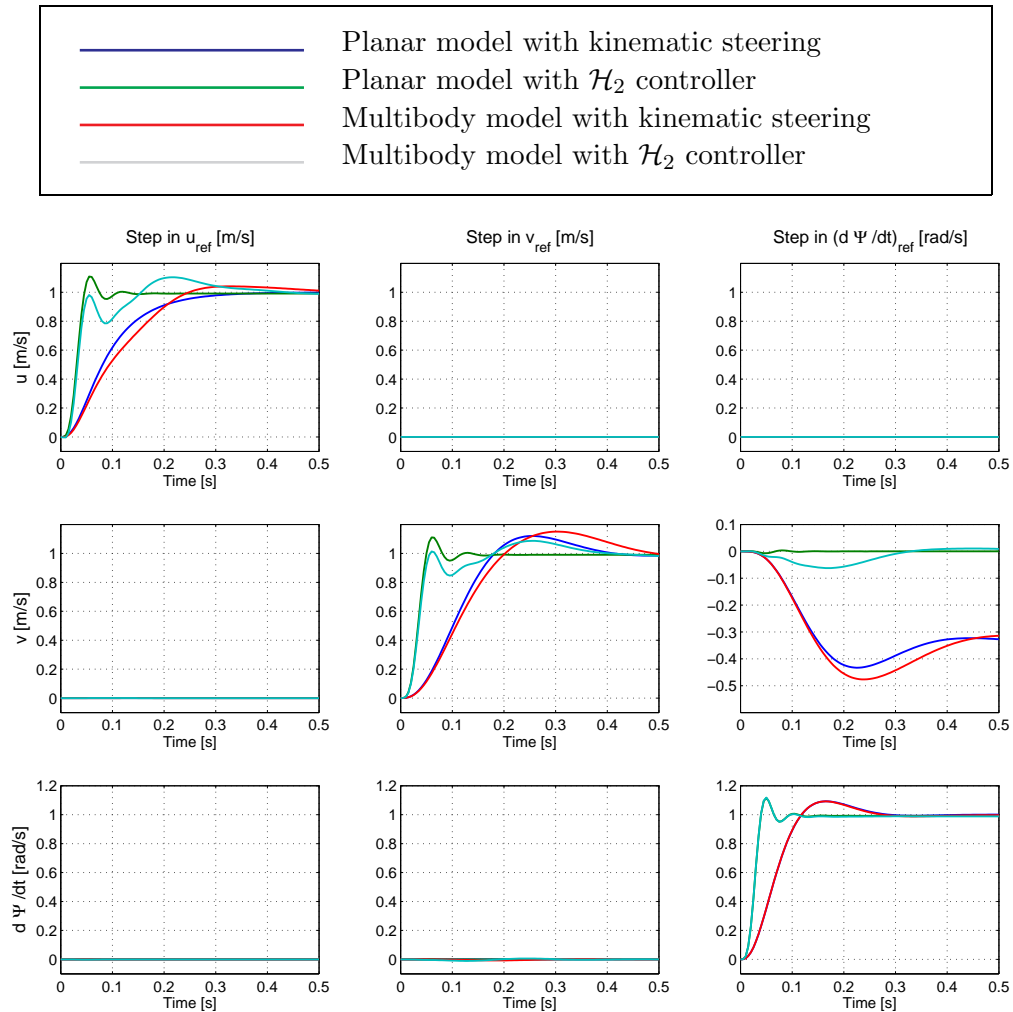 Planar model with kinematic steering
Planar model with H₂ controller
Multibody model with kinematic steering
Multibody model with H₂ controller
Step in u_ref [m/s]
Step in v_ref [m/s]
Step in (d Ψ /dt)_ref [rad/s]
u [m/s]
1
0.8
0.6
0.4
0.2
0
0 0.1 0.2 0.3 0.4 0.5
Time [s]
1
0.8
0.6
0.4
0.2
0
0 0.1 0.2 0.3 0.4 0.5
Time [s]
1
0.8
0.6
0.4
0.2
0
0 0.1 0.2 0.3 0.4 0.5
Time [s]
v [m/s]
1
0.8
0.6
0.4
0.2
0
0 0.1 0.2 0.3 0.4 0.5
Time [s]
1
0.8
0.6
0.4
0.2
0
0 0.1 0.2 0.3 0.4 0.5
Time [s]
0
−0.1
−0.2
−0.3
−0.4
−0.5
0 0.1 0.2 0.3 0.4 0.5
Time [s]
d Ψ /dt [rad/s]
1.2
1
0.8
0.6
0.4
0.2
0
0 0.1 0.2 0.3 0.4 0.5
Time [s]
1.2
1
0.8
0.6
0.4
0.2
0
0 0.1 0.2 0.3 0.4 0.5
Time [s]
1.2
1
0.8
0.6
0.4
0.2
0
0 0.1 0.2 0.3 0.4 0.5
Time [s]